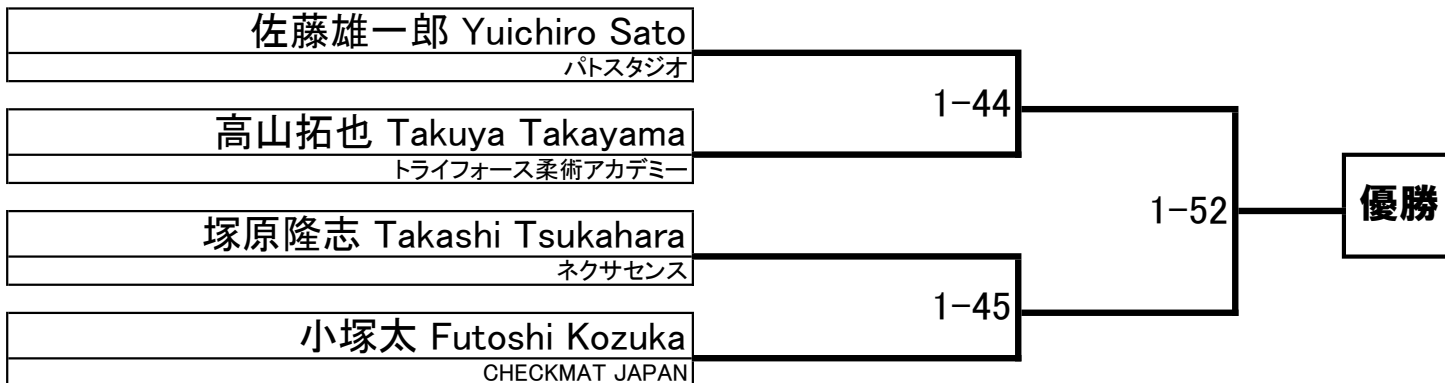 佐藤雄一郎 Yuichiro Sato
パトスタジオ
1-44
高山拓也 Takuya Takayama
トライフォース柔術アカデミー
1-52
優勝
塚原隆志 Takashi Tsukahara
ネクサセンス
1-45
小塚太 Futoshi Kozuka
CHECKMAT JAPAN